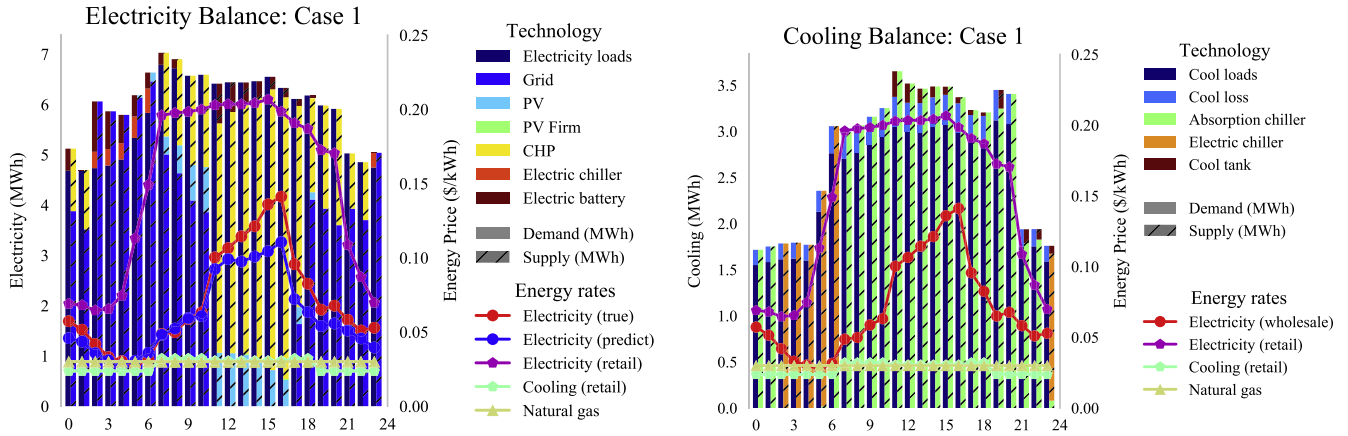 Electricity Balance: Case 1
7
6
5
4
3
2
1
0
Electricity (MWh)
0.25
0.20
0.15
0.10
0.05
0.00
Energy Price ($/kWh)
0 3 6 9 12 15 18 21 24
Technology
Electricity loads
Grid
PV
PV Firm
CHP
Electric chiller
Electric battery
Demand (MWh)
Supply (MWh)
Energy rates
Electricity (true)
Electricity (predict)
Electricity (retail)
Cooling (retail)
Natural gas
Cooling Balance: Case 1
3.5
3.0
2.5
2.0
1.5
1.0
0.5
0.0
Cooling (MWh)
0.25
0.20
0.15
0.10
0.05
0.00
Energy Price ($/kWh)
0 3 6 9 12 15 18 21 24
Technology
Cool loads
Cool loss
Absorption chiller
Electric chiller
Cool tank
Demand (MWh)
Supply (MWh)
Energy rates
Electricity (wholesale)
Electricity (retail)
Cooling (retail)
Natural gas